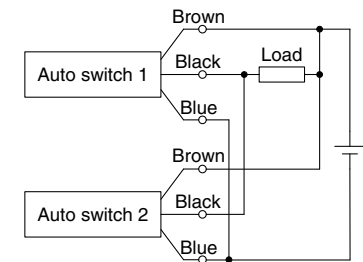 Brown
Auto switch 1
Black
Load
Blue
Brown
Auto switch 2
Black
Blue